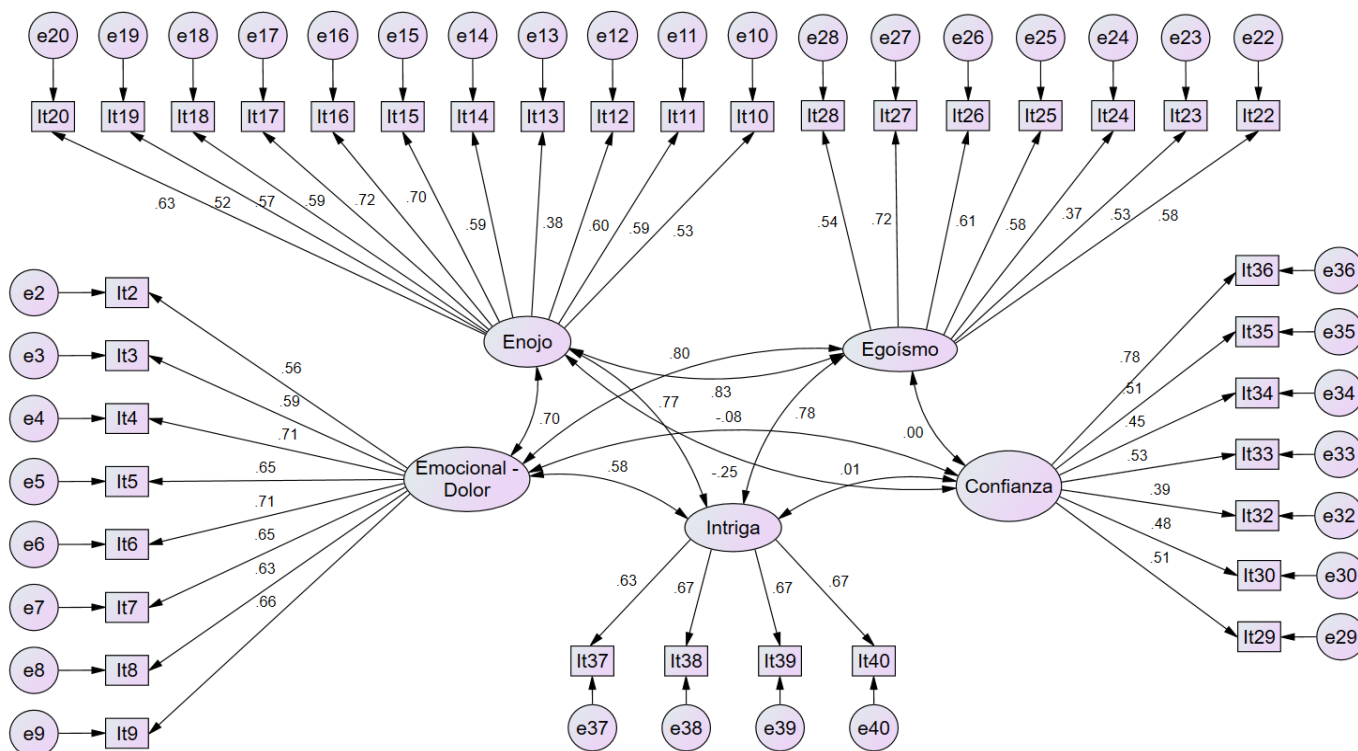 e20 e19 e18 e17 e16 e15 e14 e13 e12 e11 e10 e28 e27 e26 e25 e24 e23 e22
It20 It19 It18 It17 It16 It15 It14 It13 It12 It11 It10 It28 It27 It26 It25 It24 It23 It22
.63 .52 .57 .59 .72 .70 .59 .38 .60 .59 .53 .54 .72 .61 .58 .37 .53 .58
e2 It2
e3 It3
e4 It4
e5 It5
e6 It6
e7 It7
e8 It8
e9 It9
.56
.59
.71
.65
.71
.65
.63
.66
Enojo
Egoísmo
Emocional -
Dolor
Intriga
Confianza
.80
.83
.77
.70
-.08
.78
.00
.58
-.25
.01
It36 e36
It35 e35
It34 e34
It33 e33
It32 e32
It30 e30
It29 e29
.78
.51
.45
.53
.39
.48
.51
.63 .67 .67 .67
It37 It38 It39 It40
e37 e38 e39 e40